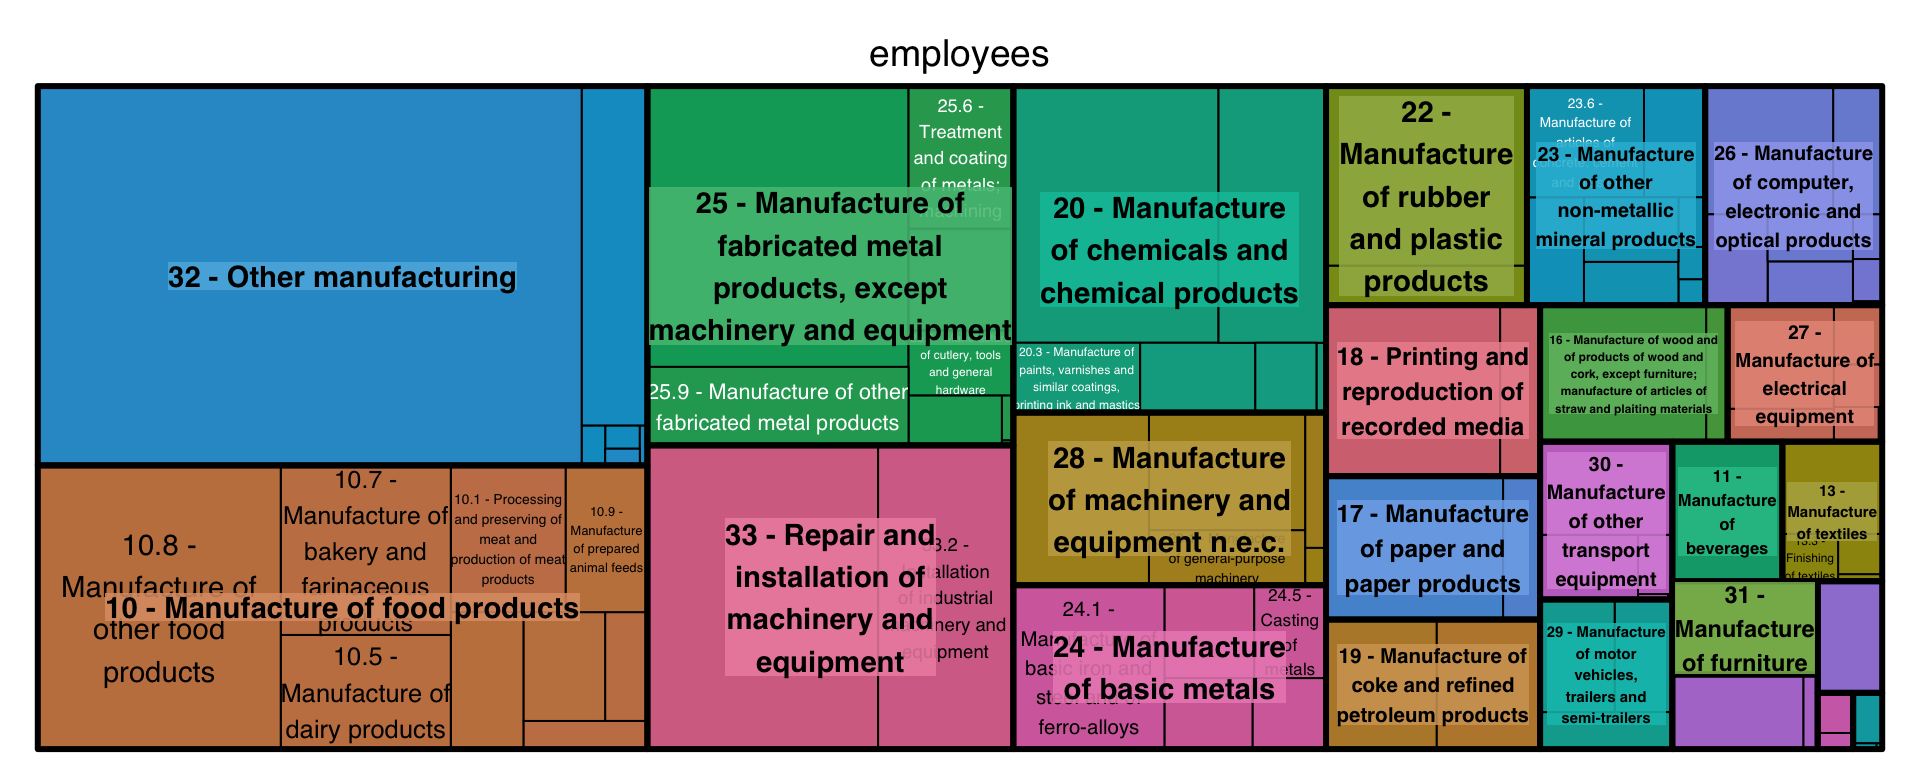 employees
32 - Other manufacturing
10.8 -
Manufacture of
other food
products
10.7 -
Manufacture of
bakery and
farinaceous
products
10.1 - Processing
and preserving of
meat and
production of meat
products
10.9 -
Manufacture
of prepared
animal feeds
10 - Manufacture of food products
10.5 -
Manufacture of
dairy products
25.6 -
Treatment
and coating
of metals;
machining
25 - Manufacture of
fabricated metal
products, except
machinery and equipment
of cutlery, tools
and general
hardware
25.9 - Manufacture of other
fabricated metal products
33 - Repair and
installation of
machinery and
equipment
33.2 -
installation
of industrial
machinery and
equipment
20 - Manufacture
of chemicals and
chemical products
20.3 - Manufacture of
paints, varnishes and
similar coatings,
printing ink and mastics
28 - Manufacture
of machinery and
equipment n.e.c.
of general-purpose
machinery
24.1 -
Manufacture of
basic iron and
steel and of
ferro-alloys
24.5 -
Casting
of
metals
24 - Manufacture
of basic metals
22 -
Manufacture
of rubber
and plastic
products
23.6 -
Manufacture of
articles of
23 - Manufacture
of other
non-metallic
mineral products
26 - Manufacture
of computer,
electronic and
optical products
18 - Printing and
reproduction of
recorded media
16 - Manufacture of wood and
of products of wood and
cork, except furniture;
manufacture of articles of
straw and plaiting materials
27 -
Manufacture of
electrical
equipment
17 - Manufacture
of paper and
paper products
30 -
Manufacture
of other
transport
equipment
11 -
Manufacture
of
beverages
13 -
Manufacture
of textiles
13.3 -
Finishing
of textiles
19 - Manufacture of
coke and refined
petroleum products
29 - Manufacture
of motor
vehicles,
trailers and
semi-trailers
31 -
Manufacture
of furniture